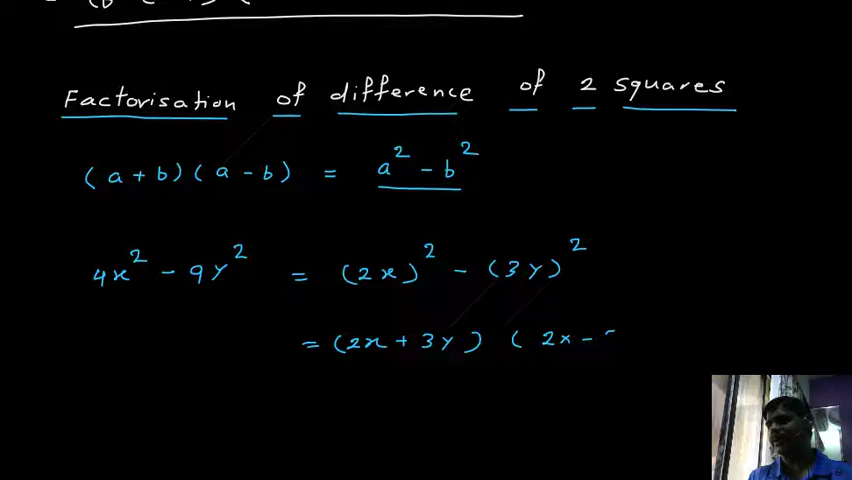 Factorisation of difference of 2 squares
(a + b) (a - b) = a² - b²
4x² - 9y² = (2x)² - (3y)²
= (2x + 3y) (2x -